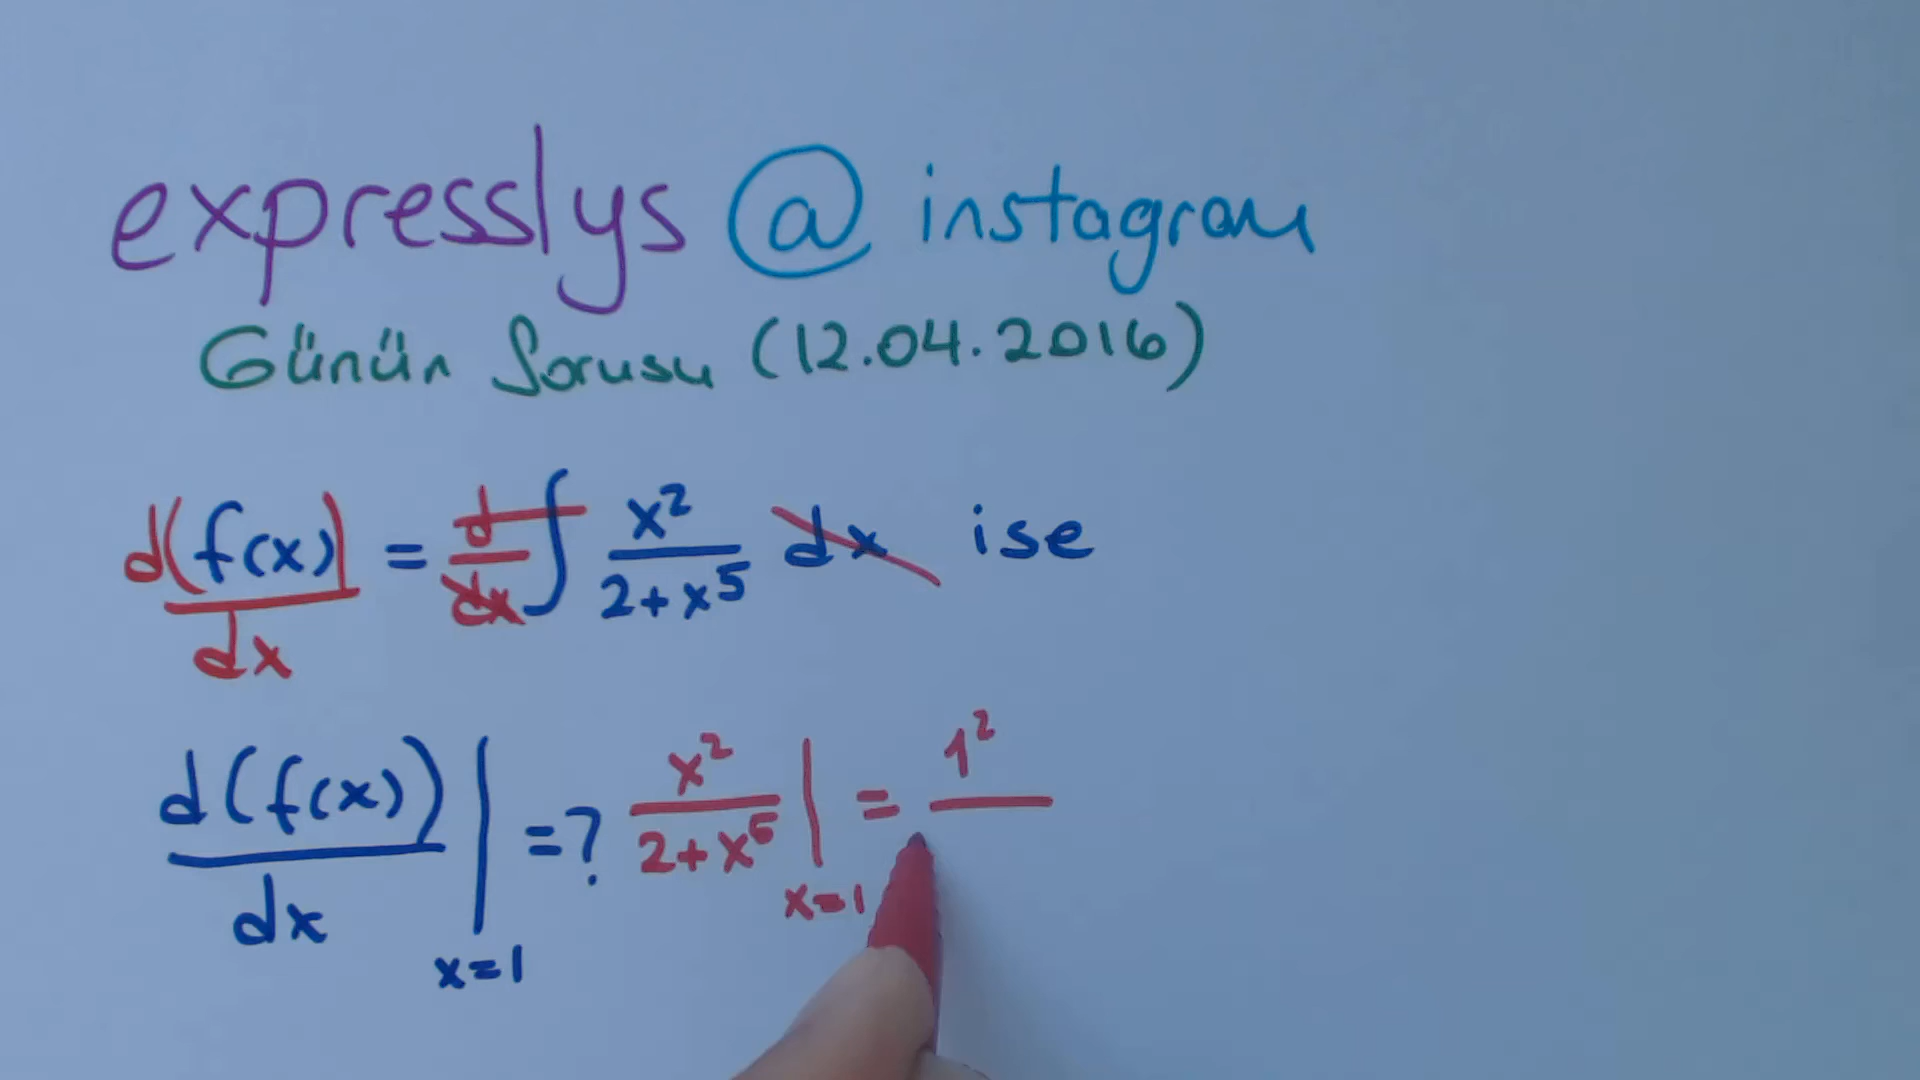 expresslys @ instagram
Günün Sorusu (12.04.2016)
d(f(x))/dx = d/dx ∫ x²/(2+x⁵) dx ise
d(f(x))/dx |x=1 =? x²/(2+x⁵) |x=1 = 1²